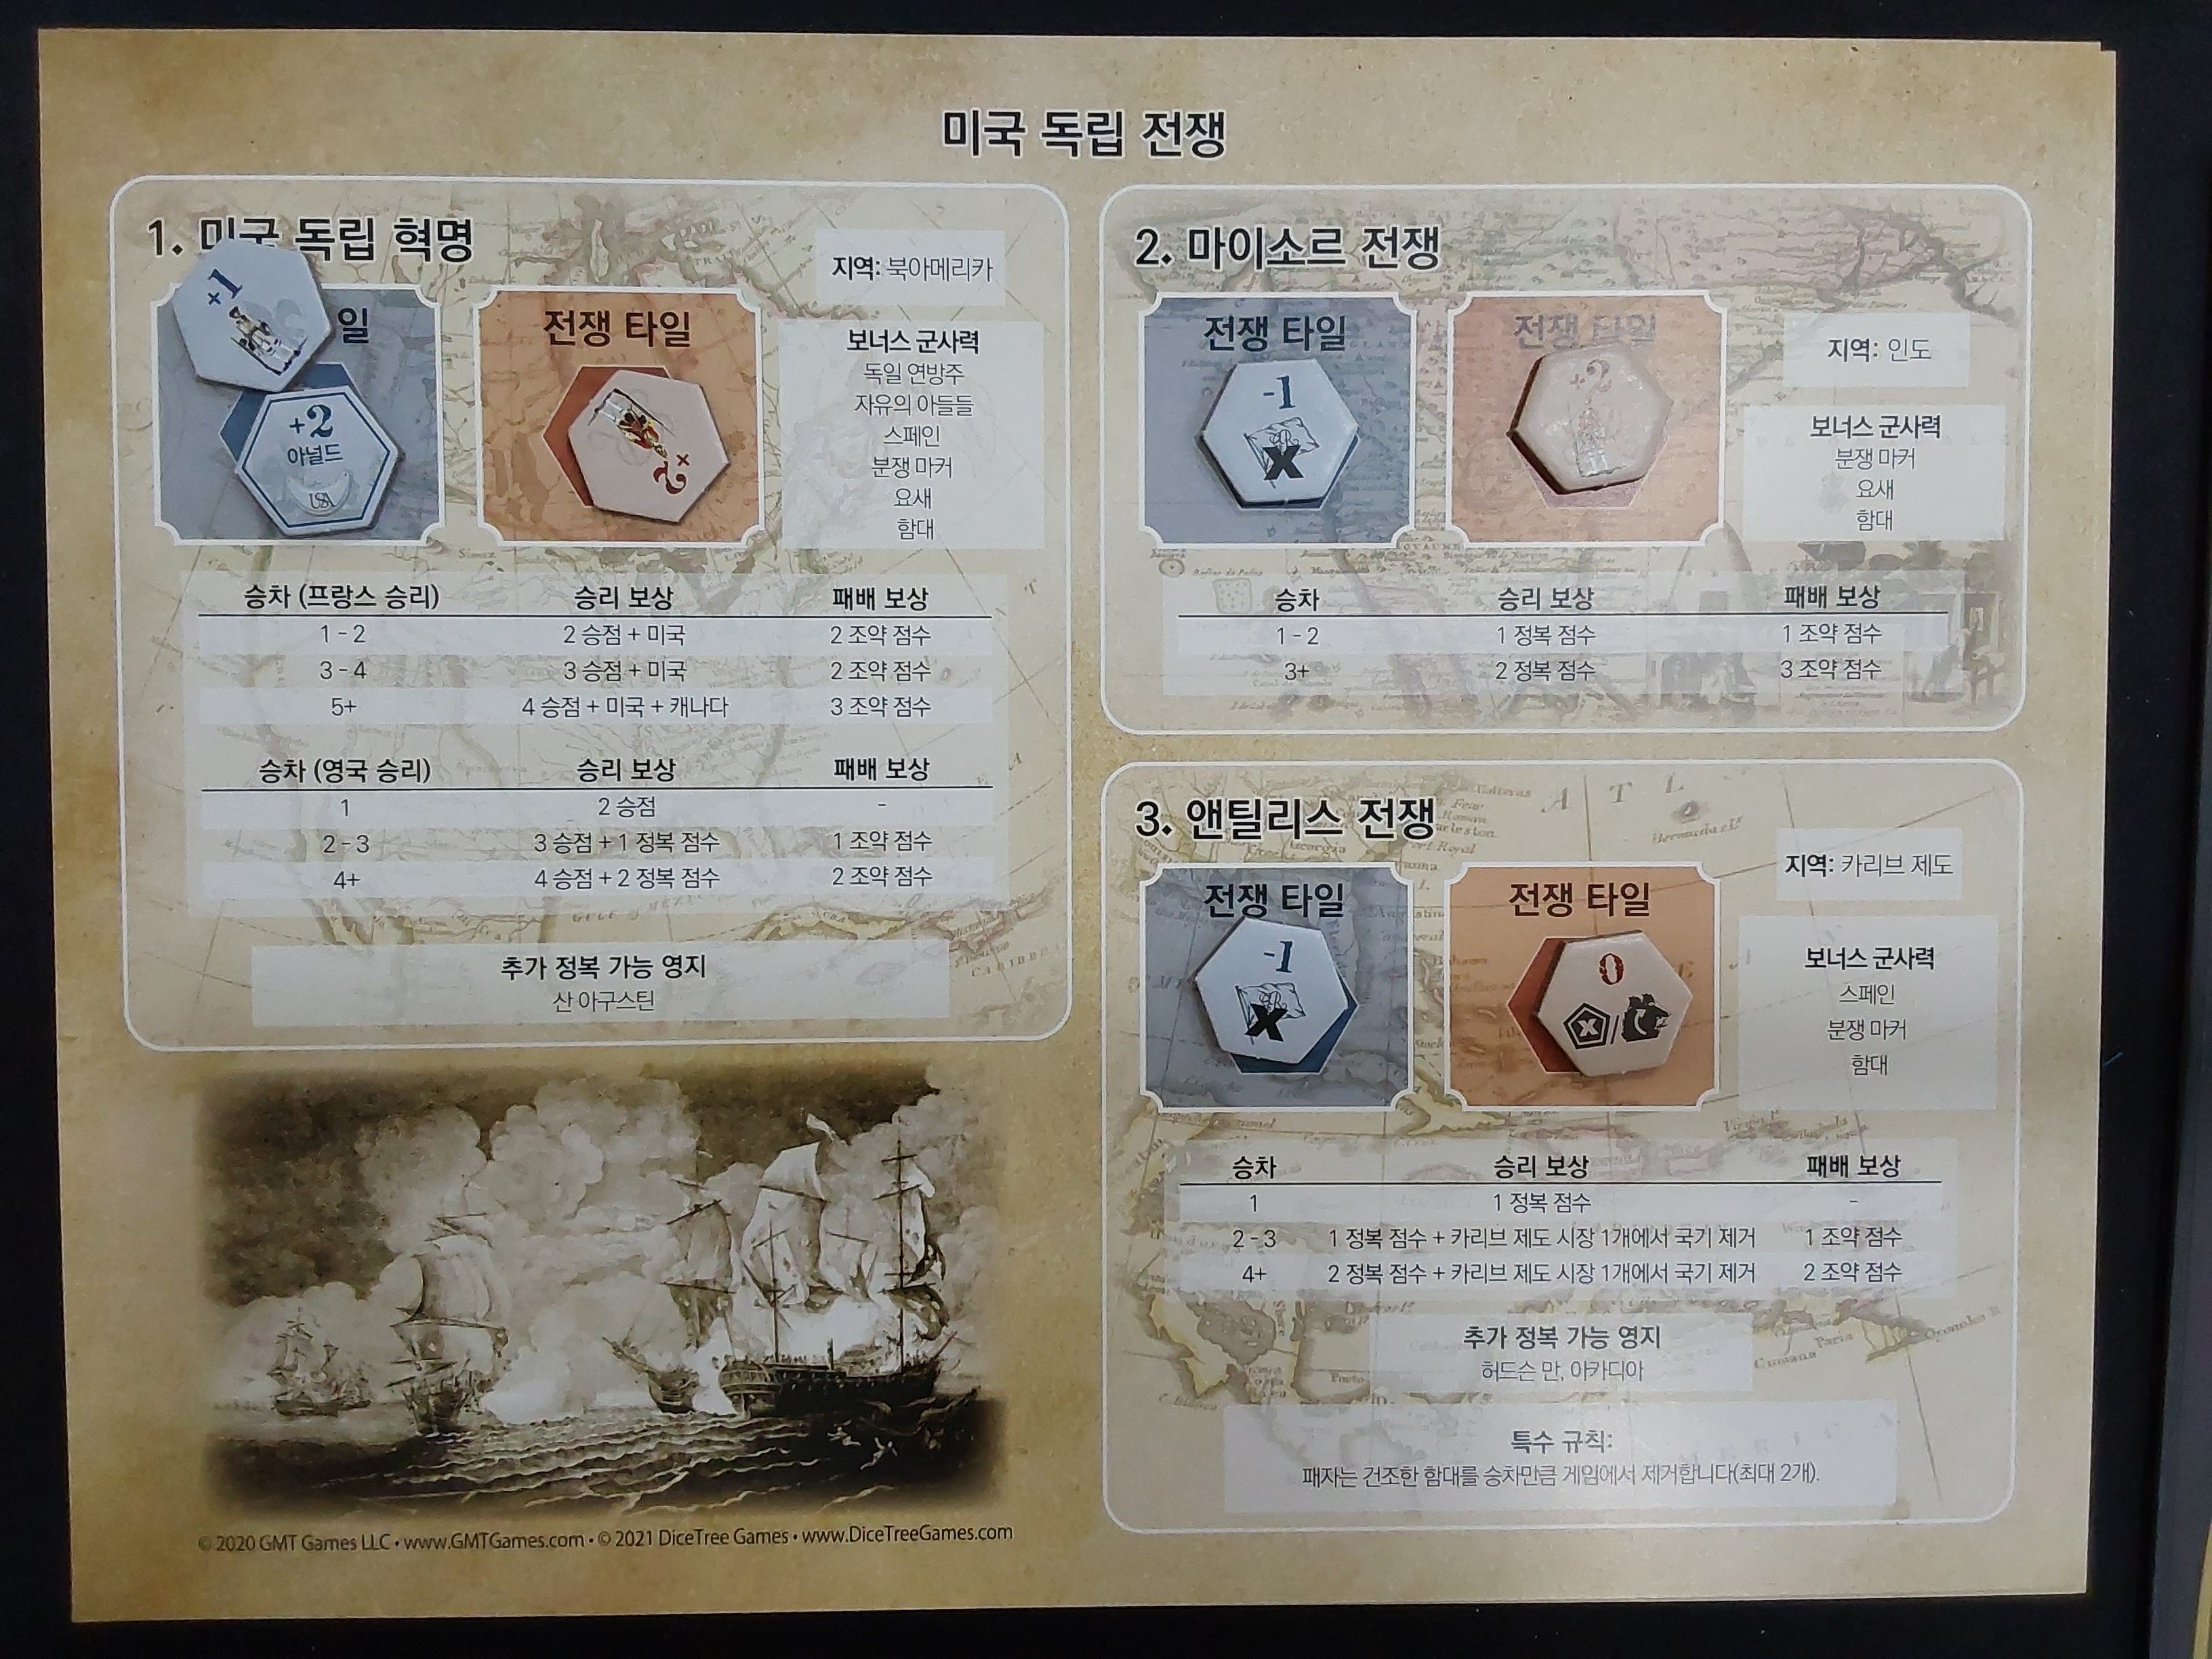 미국 독립 전쟁
1. 미국 독립 혁명
지역: 북아메리카
+1
일
+2
아널드
USA
전쟁 타일
+2
보너스 군사력
독일 연방주
자유의 아들들
스페인
분쟁 마커
요새
함대
승차 (프랑스 승리) 승리 보상 패배 보상
1 - 2 2 승점 + 미국 2 조약 점수
3 - 4 3 승점 + 미국 2 조약 점수
5+ 4 승점 + 미국 + 캐나다 3 조약 점수
승차 (영국 승리) 승리 보상 패배 보상
1 2 승점 -
2 - 3 3 승점 + 1 정복 점수 1 조약 점수
4+ 4 승점 + 2 정복 점수 2 조약 점수
추가 정복 가능 영지
산 아구스틴
2. 마이소르 전쟁
전쟁 타일
-1
X
전쟁 타일
+2
지역: 인도
보너스 군사력
분쟁 마커
요새
함대
승차 승리 보상 패배 보상
1 - 2 1 정복 점수 1 조약 점수
3+ 2 정복 점수 3 조약 점수
3. 앤틸리스 전쟁
지역: 카리브 제도
전쟁 타일
-1
X
전쟁 타일
0
X/
보너스 군사력
스페인
분쟁 마커
함대
승차 승리 보상 패배 보상
1 1 정복 점수 -
2 - 3 1 정복 점수 + 카리브 제도 시장 1개에서 국기 제거 1 조약 점수
4+ 2 정복 점수 + 카리브 제도 시장 1개에서 국기 제거 2 조약 점수
추가 정복 가능 영지
허드슨 만, 아카디아
특수 규칙:
패자는 건조한 함대를 승차만큼 게임에서 제거합니다(최대 2개).
© 2020 GMT Games LLC • www.GMTGames.com • © 2021 DiceTree Games • www.DiceTreeGames.com